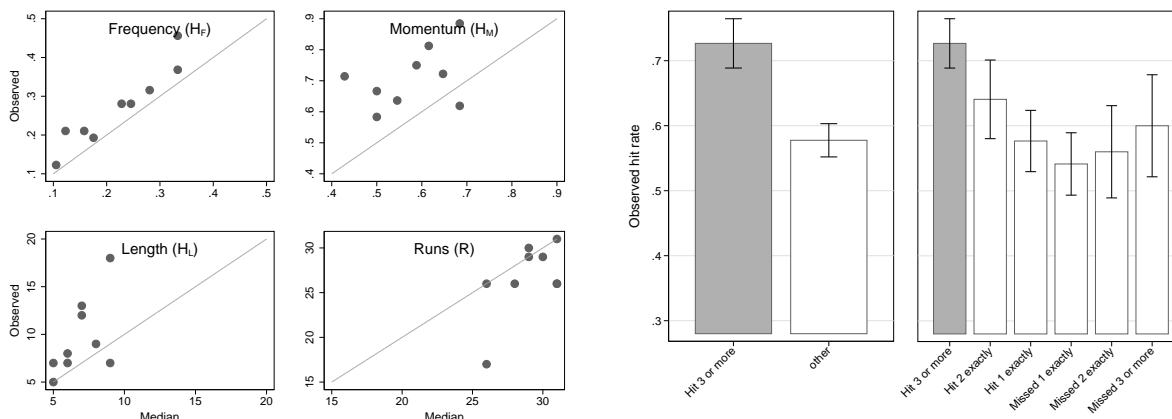 Frequency (H_F)
Observed
.1 .2 .3 .4 .5
.1 .2 .3 .4 .5
Momentum (H_M)
.4 .5 .6 .7 .8 .9
.4 .5 .6 .7 .8 .9
Length (H_L)
Observed
5 10 15 20
5 10 15 20
Median
Runs (R)
15 20 25 30
15 20 25 30
Median
Observed hit rate
.7
.6
.5
.4
.3
Hit 3 or more
other
Hit 3 or more
Hit 2 exactly
Hit 1 exactly
Missed 1 exactly
Missed 2 exactly
Missed 3 or more